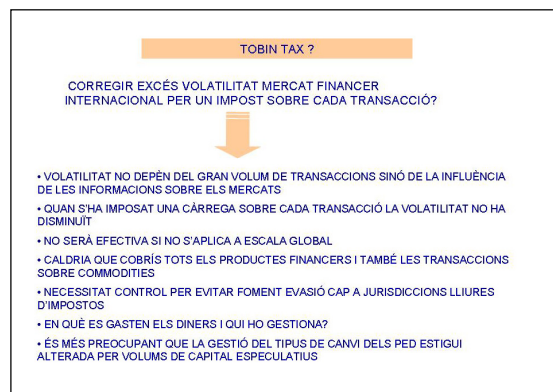 TOBIN TAX ?
CORREGIR EXCÉS VOLATILITAT MERCAT FINANCER
INTERNACIONAL PER UN IMPOST SOBRE CADA TRANSACCIÓ?
• VOLATILITAT NO DEPÈN DEL GRAN VOLUM DE TRANSACCIONS SINÓ DE LA INFLUÈNCIA
DE LES INFORMACIONS SOBRE ELS MERCATS
• QUAN S'HA IMPOSAT UNA CÀRREGA SOBRE CADA TRANSACCIÓ LA VOLATILITAT NO HA
DISMINUÏT
• NO SERÀ EFECTIVA SI NO S'APLICA A ESCALA GLOBAL
• CALDRIA QUE COBRÍS TOTS ELS PRODUCTES FINANCERS I TAMBÉ LES TRANSACCIONS
SOBRE COMMODITIES
• NECESSITAT CONTROL PER EVITAR FOMENT EVASIÓ CAP A JURISDICCIONS LLIURES
D'IMPOSTOS
• EN QUÈ ES GASTEN ELS DINERS I QUI HO GESTIONA?
• ÉS MÉS PREOCUPANT QUE LA GESTIÓ DEL TIPUS DE CANVI DELS PED ESTIGUI
ALTERADA PER VOLUMS DE CAPITAL ESPECULATIUS